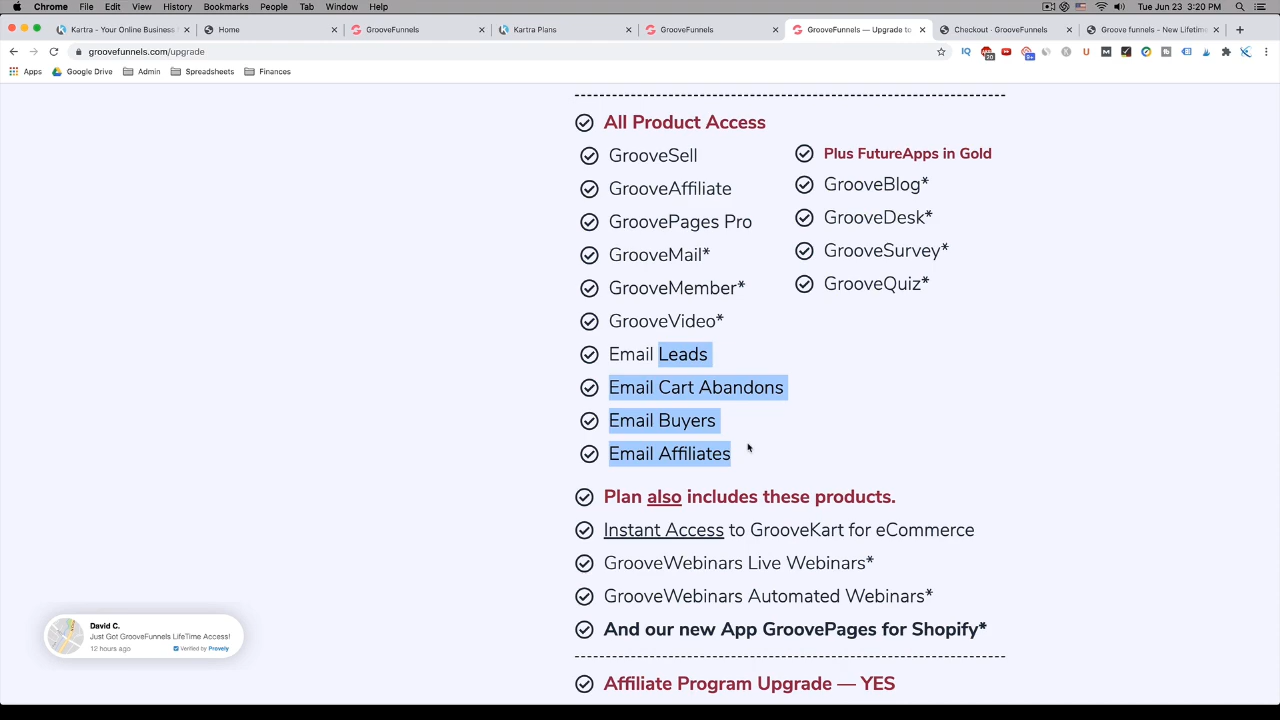 Chrome File Edit View History Bookmarks People Tab Window Help
Tue Jun 23 3:20 PM
Kartra – Your Online Business
Home
GrooveFunnels
Kartra Plans
GrooveFunnels
GrooveFunnels — Upgrade to
Checkout · GrooveFunnels
Groove funnels - New Lifetime
groovefunnels.com/upgrade
Apps Google Drive Admin Spreadsheets Finances
All Product Access
GrooveSell
GrooveAffiliate
GroovePages Pro
GrooveMail*
GrooveMember*
GrooveVideo*
Email Leads
Email Cart Abandons
Email Buyers
Email Affiliates
Plus FutureApps in Gold
GrooveBlog*
GrooveDesk*
GrooveSurvey*
GrooveQuiz*
Plan also includes these products.
Instant Access to GrooveKart for eCommerce
GrooveWebinars Live Webinars*
GrooveWebinars Automated Webinars*
And our new App GroovePages for Shopify*
Affiliate Program Upgrade — YES
David C.
Just Got GrooveFunnels LifeTime Access!
12 hours ago
Verified by Provely